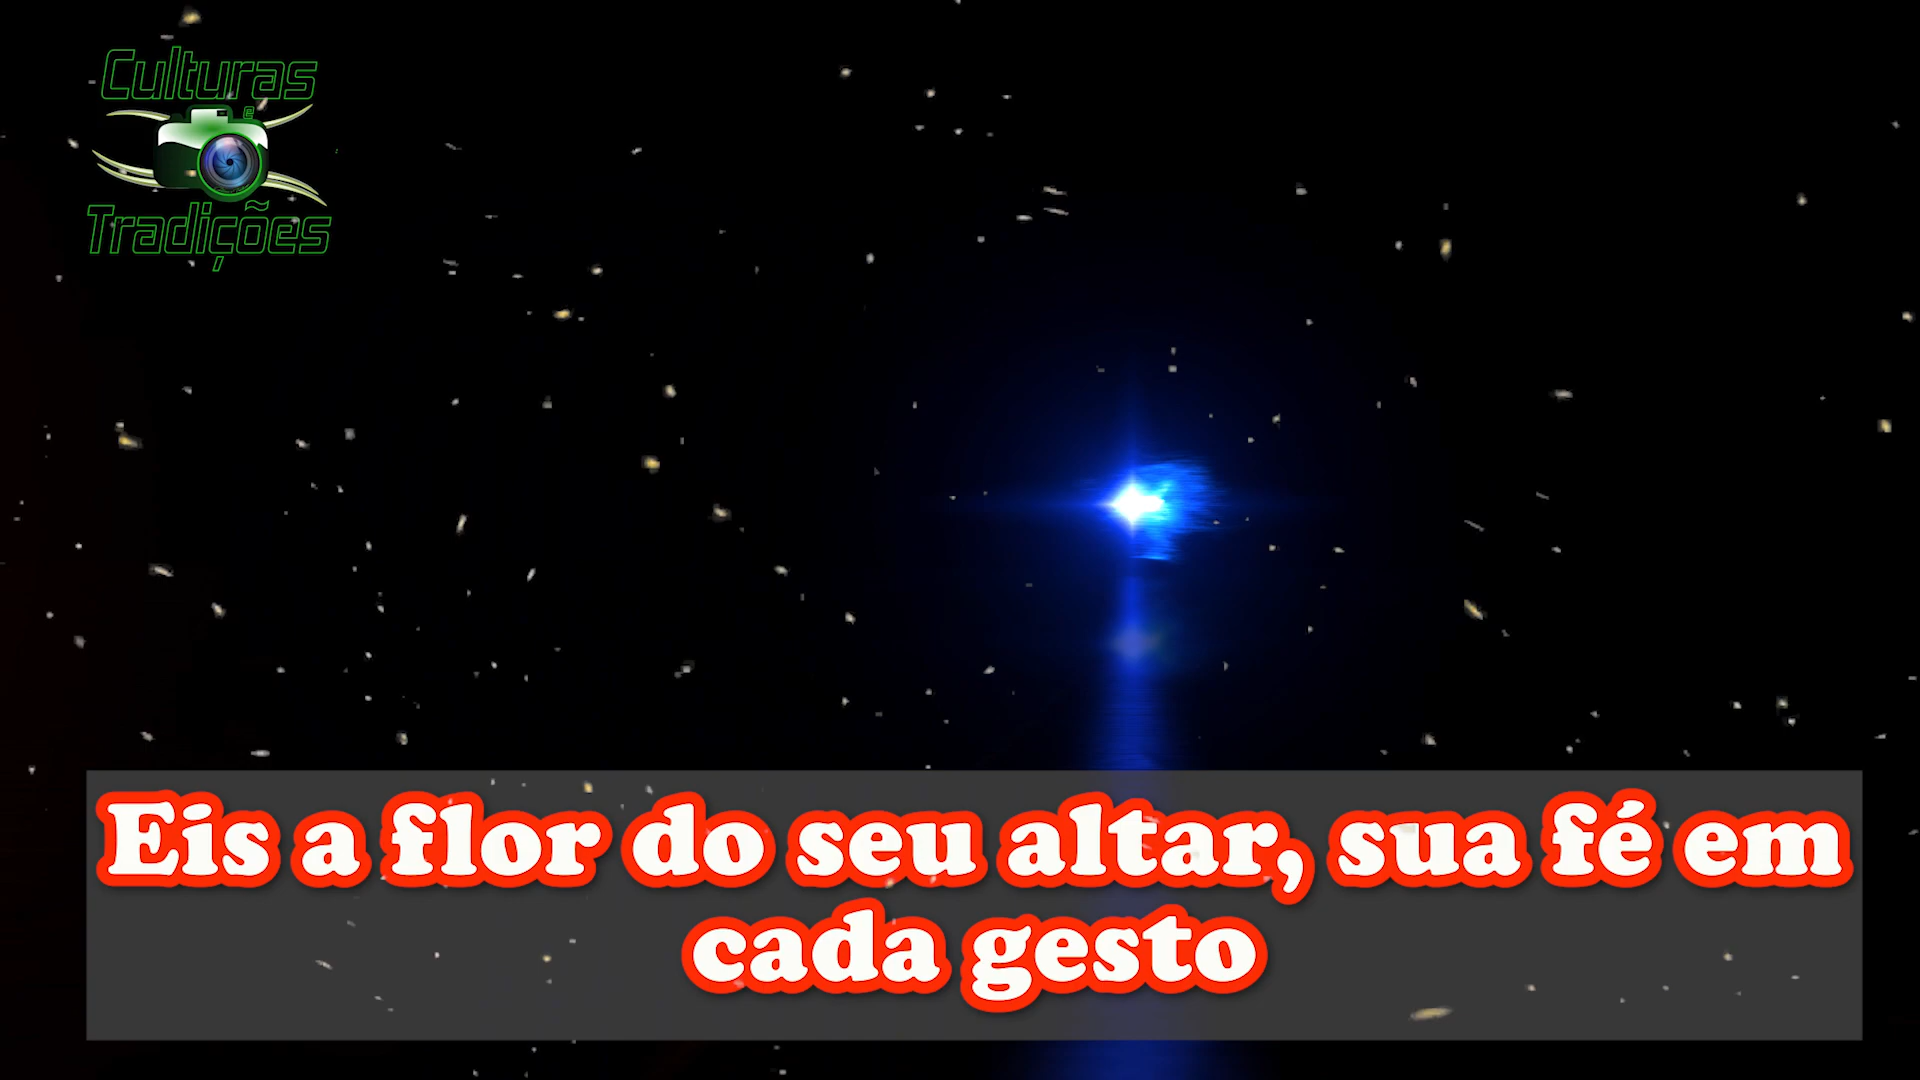 Culturas
e
Tradições
Eis a flor do seu altar, sua fé em
cada gesto